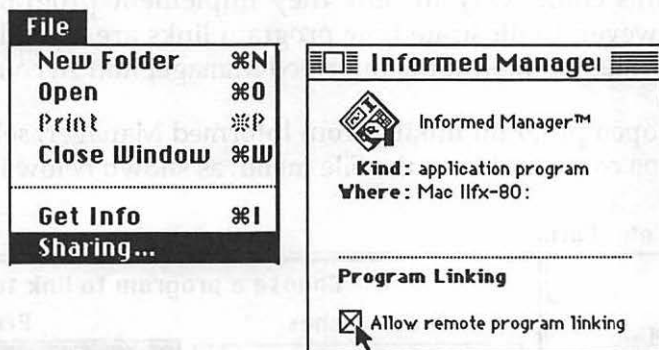 File
New Folder ⌘N
Open ⌘O
Print ⌘P
Close Window ⌘W
Get Info ⌘I
Sharing...
Informed Manager
Informed Manager™
Kind: application program
Where: Mac IIfx-80:
Program Linking
Allow remote program linking